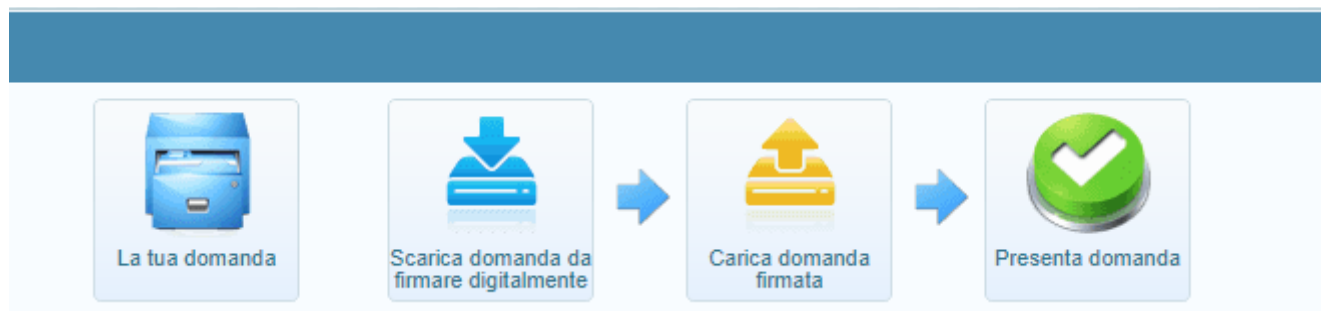 La tua domanda
Scarica domanda da
firmare digitalmente
Carica domanda
firmata
Presenta domanda